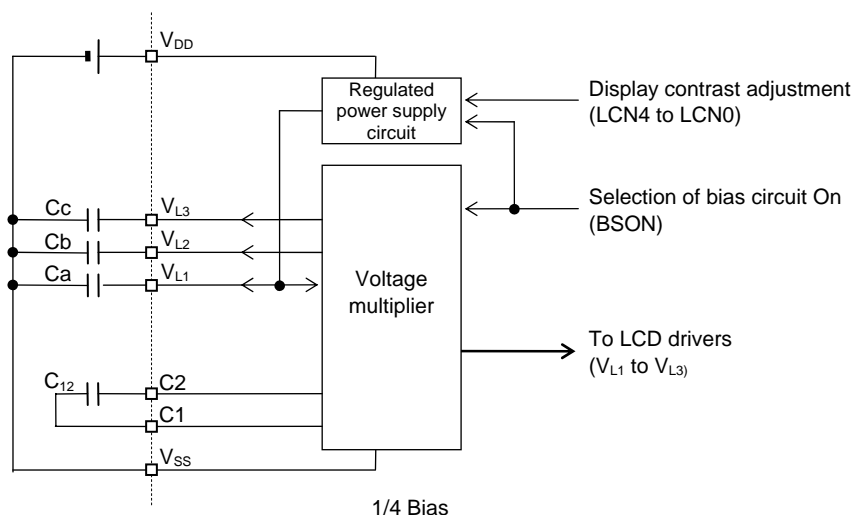 VDD
Regulated
power supply
circuit
Display contrast adjustment
(LCN4 to LCN0)
Cc
VL3
Selection of bias circuit On
(BSON)
Cb
VL2
Ca
VL1
Voltage
multiplier
To LCD drivers
(VL1 to VL3)
C12
C2
C1
VSS
1/4 Bias